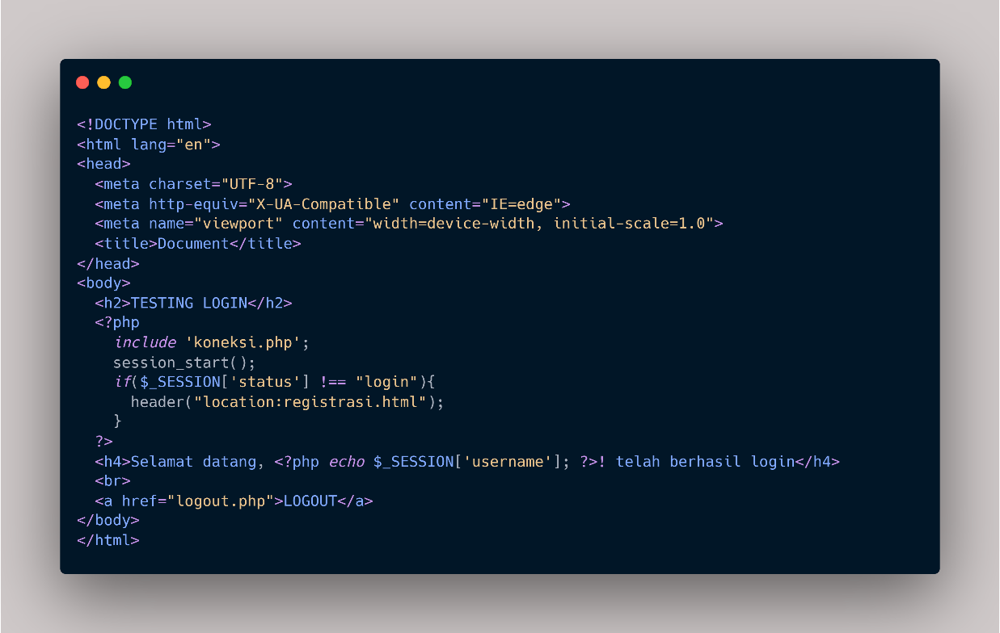 <!DOCTYPE html>
<html lang="en">
<head>
  <meta charset="UTF-8">
  <meta http-equiv="X-UA-Compatible" content="IE=edge">
  <meta name="viewport" content="width=device-width, initial-scale=1.0">
  <title>Document</title>
</head>
<body>
  <h2>TESTING LOGIN</h2>
  <?php
    include 'koneksi.php';
    session_start();
    if($_SESSION['status'] !== "login"){
      header("location:registrasi.html");
    }
  ?>
  <h4>Selamat datang, <?php echo $_SESSION['username']; ?>! telah berhasil login</h4>
  <br>
  <a href="logout.php">LOGOUT</a>
</body>
</html>